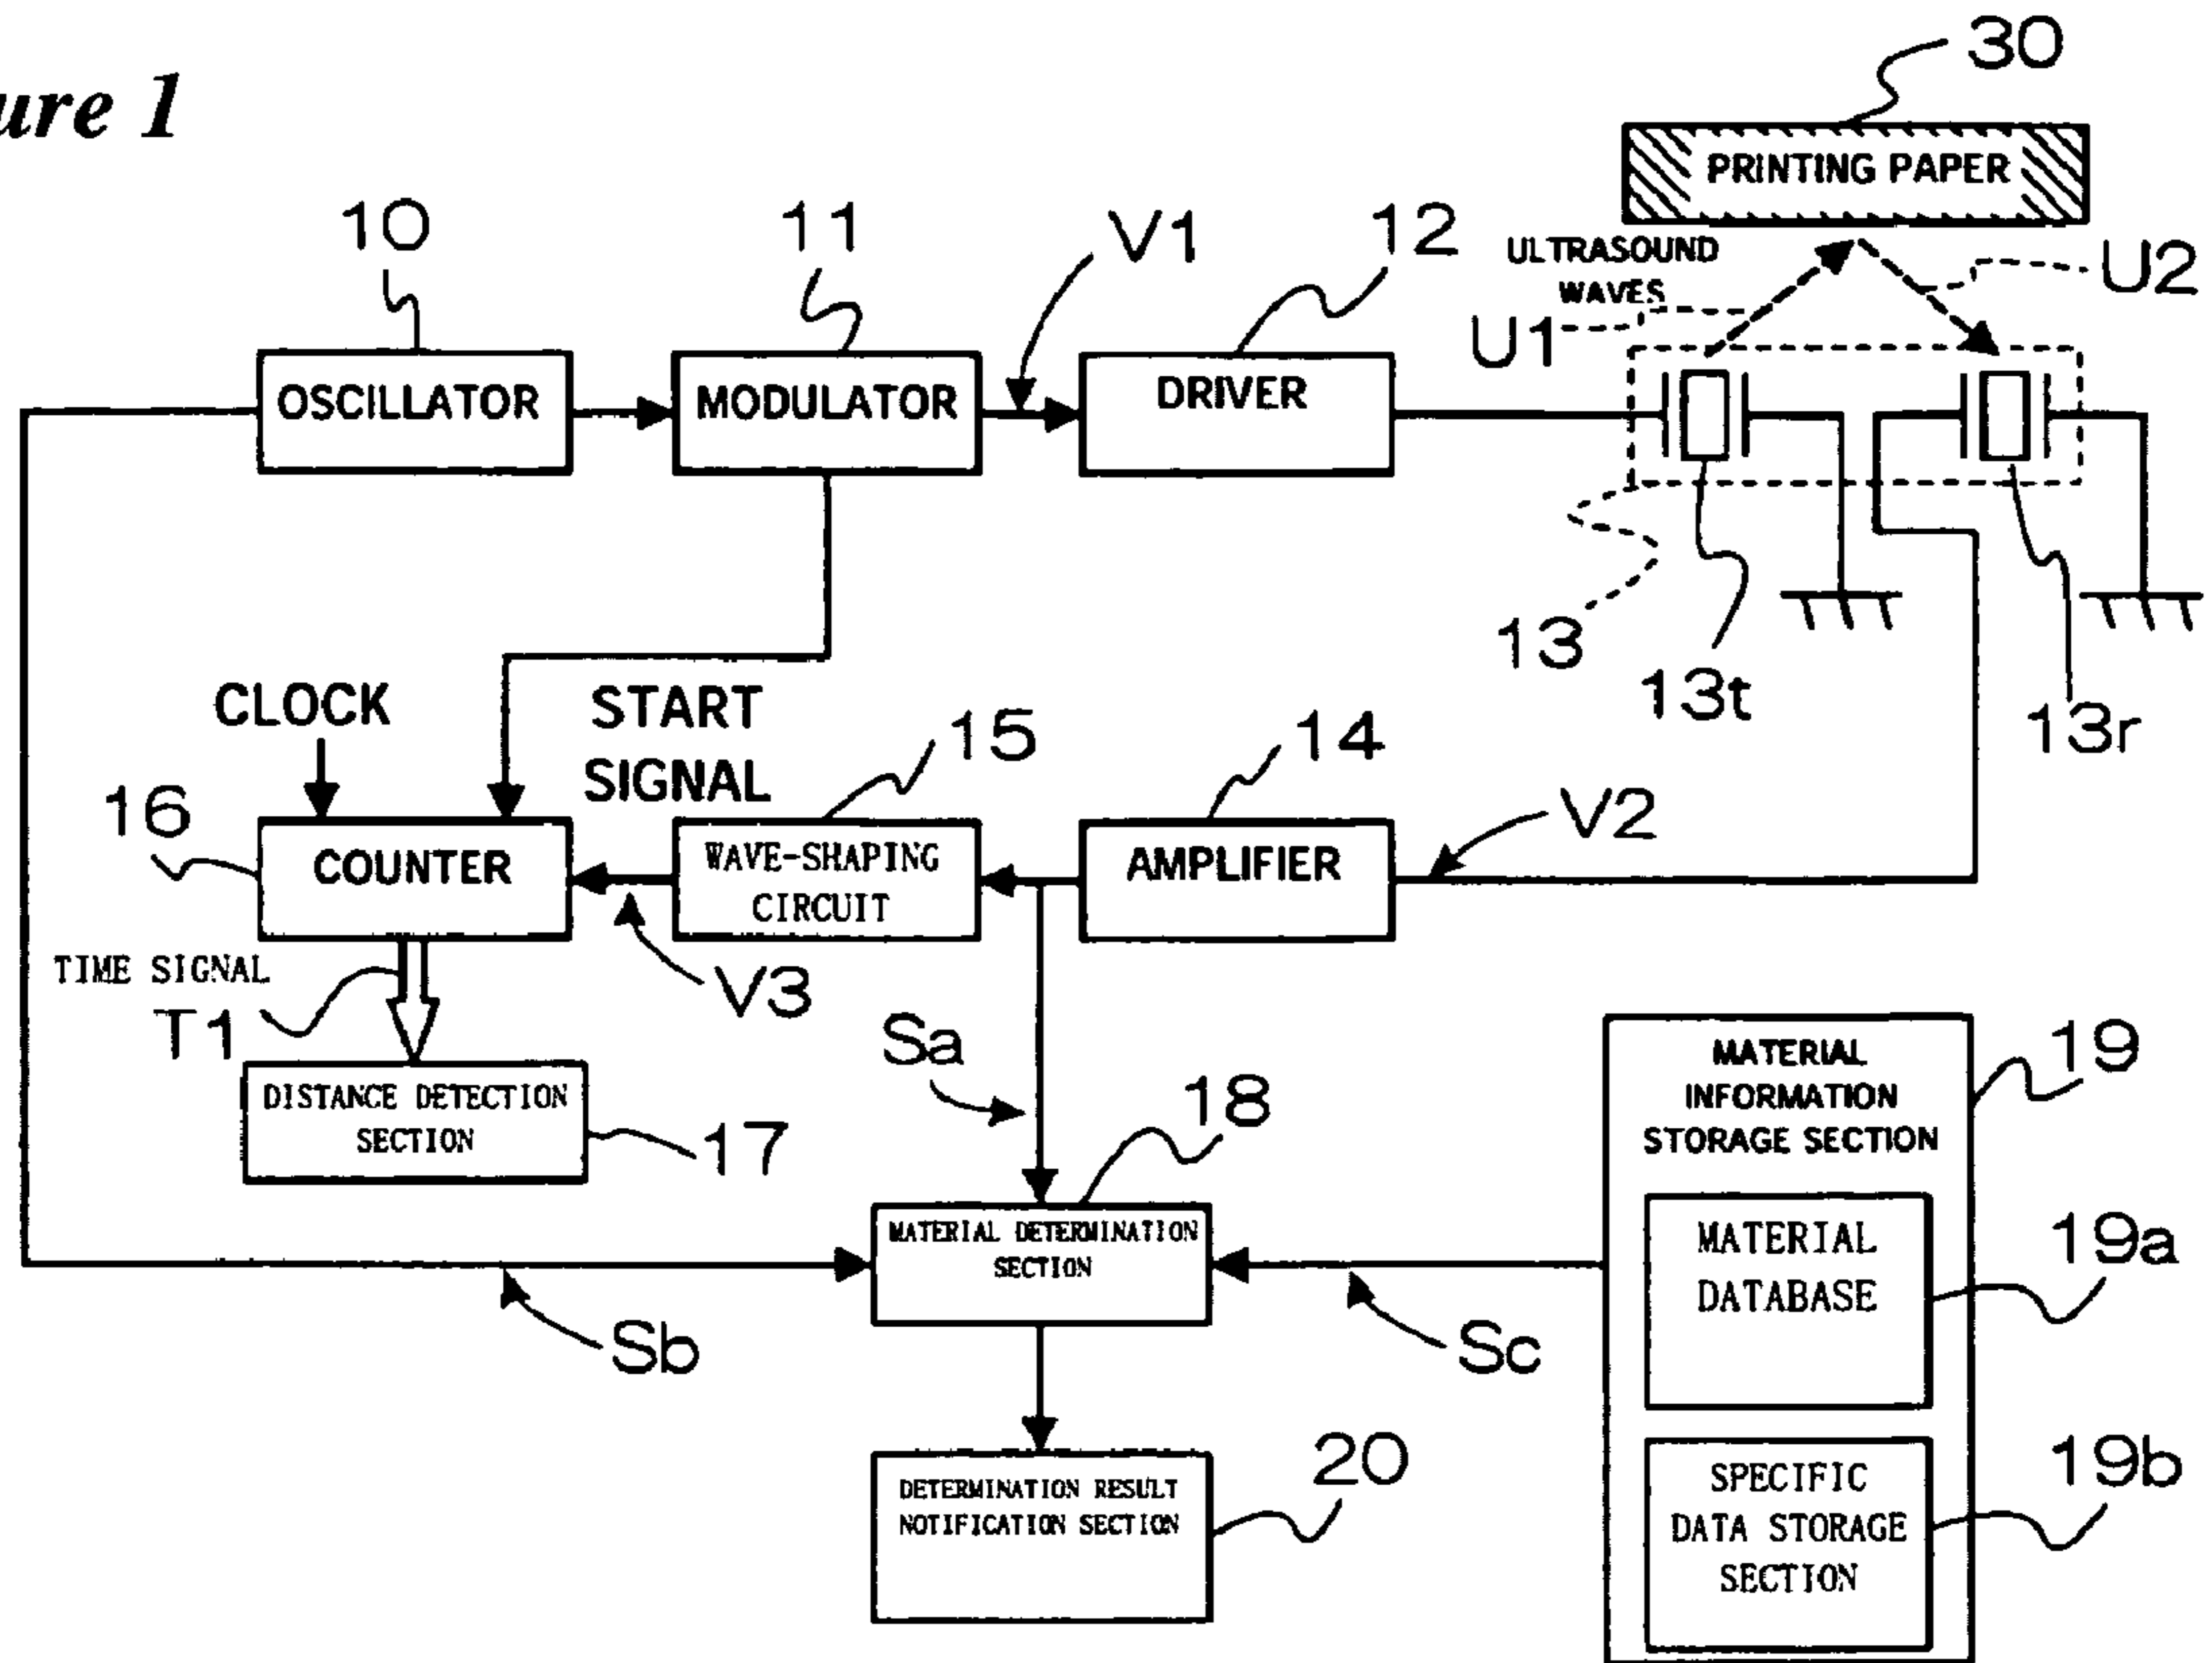 ure 1
30
PRINTING PAPER
10
11
V1
12
ULTRASOUND
WAVES
U1
U2
OSCILLATOR
MODULATOR
DRIVER
13
13t
13r
CLOCK
START
SIGNAL
15
14
V2
16
COUNTER
WAVE-SHAPING
CIRCUIT
AMPLIFIER
TIME SIGNAL
T1
V3
Sa
DISTANCE DETECTION
SECTION
17
18
MATERIAL
INFORMATION
STORAGE SECTION
19
MATERIAL DETERMINATION
SECTION
MATERIAL
DATABASE
19a
Sb
Sc
DETERMINATION RESULT
NOTIFICATION SECTION
20
SPECIFIC
DATA STORAGE
SECTION
19b